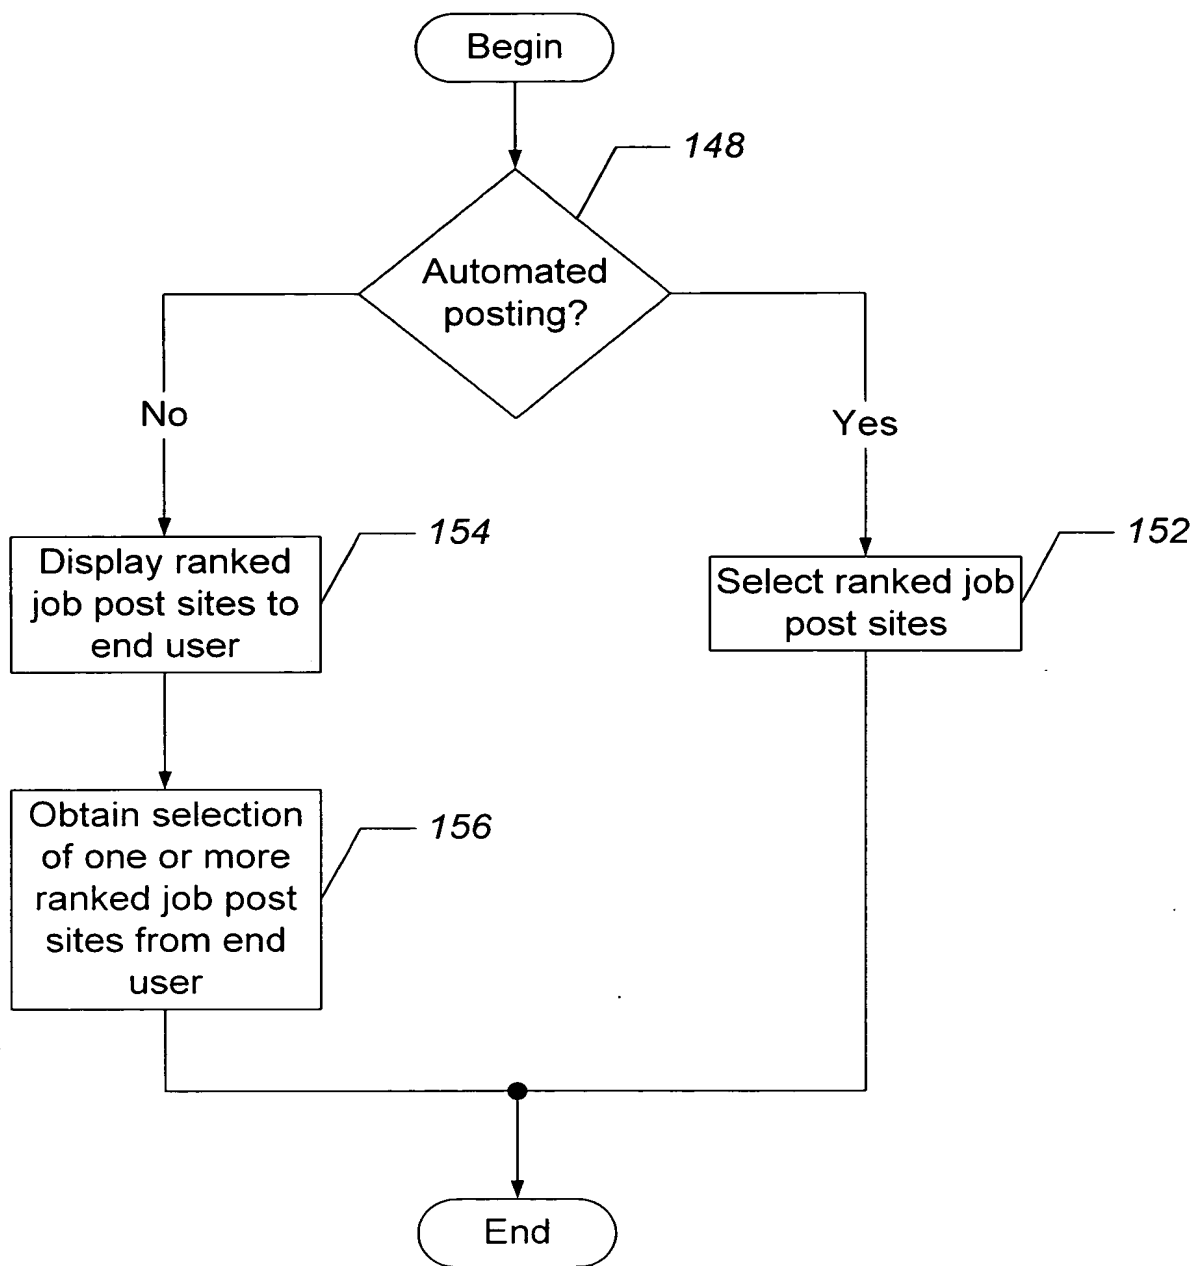 Begin
148
Automated
posting?
No
Yes
154
Display ranked
job post sites to
end user
152
Select ranked job
post sites
156
Obtain selection
of one or more
ranked job post
sites from end
user
End